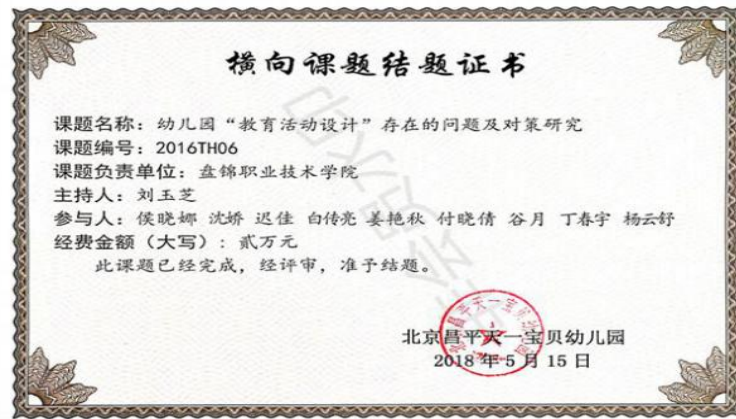 横向课题结题证书
课题名称：幼儿园“教育活动设计”存在的问题及对策研究
课题编号：2016TH06
课题负责单位：盘锦职业技术学院
主持人：刘玉芝
参与人：侯晓娜 沈娇 迟佳 白传亮 姜艳秋 付晓倩 谷月 丁春宇 杨云舒
经费金额（大写）：贰万元
此课题已经完成，经评审，准予结题。
北京昌平天一宝贝幼儿园
2018 年 5 月 15 日